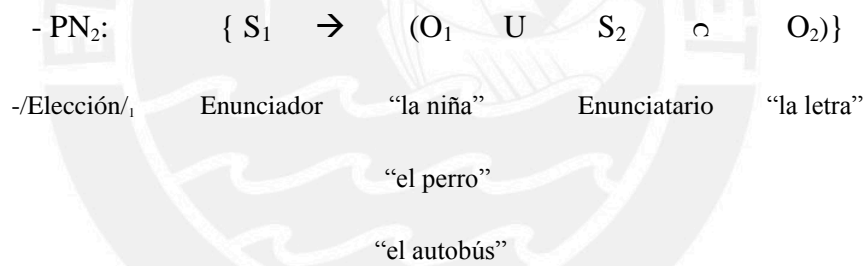 - PN₂: { S₁ → (O₁ U S₂ ᴒ O₂)}
-/Elección/₁ Enunciador “la niña” Enunciatario “la letra”
“el perro”
“el autobús”